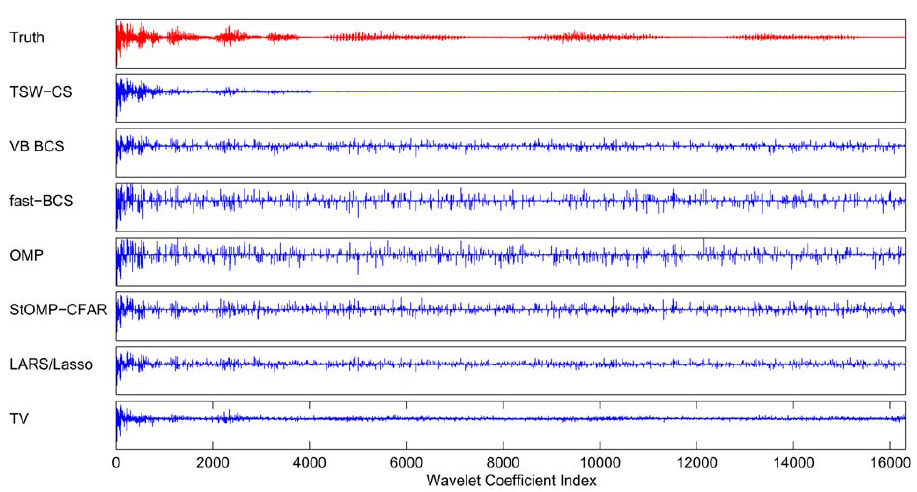 Truth
TSW−CS
VB BCS
fast−BCS
OMP
StOMP−CFAR
LARS/Lasso
TV
0 2000 4000 6000 8000 10000 12000 14000 16000
Wavelet Coefficient Index